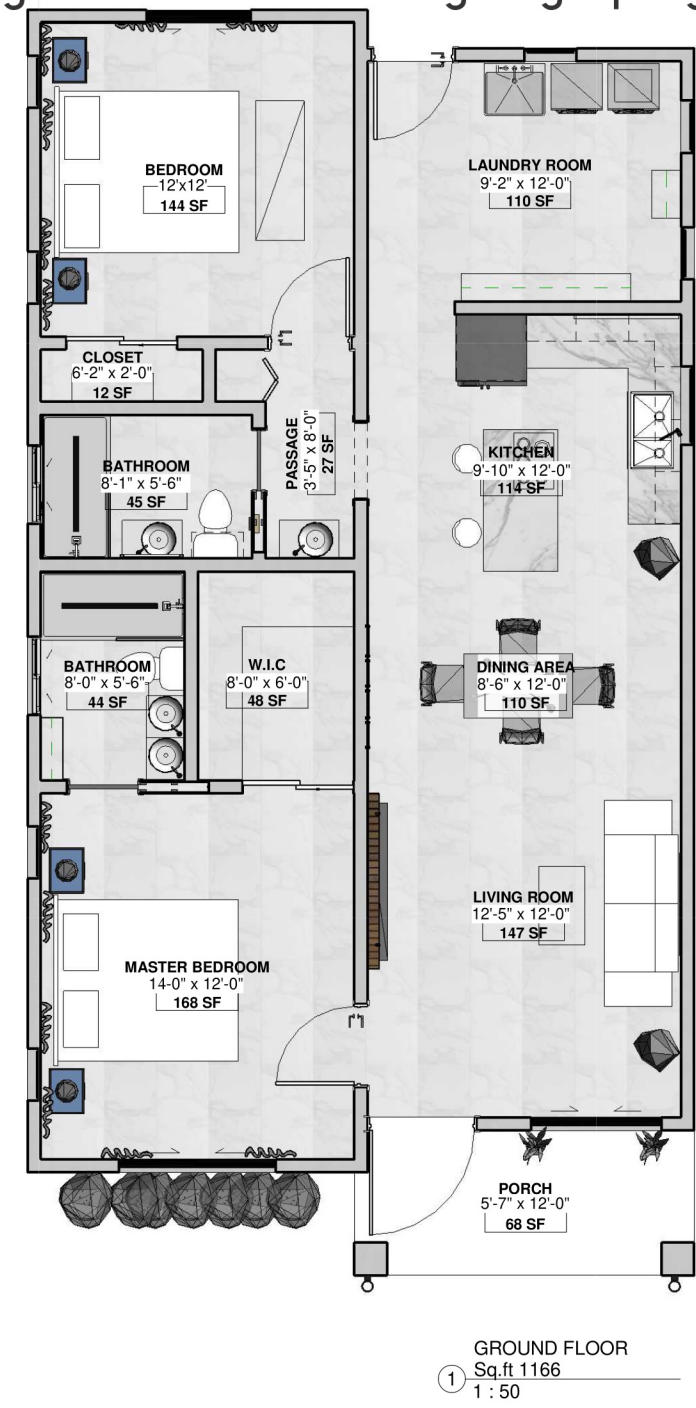 BEDROOM
12'x12'
144 SF
LAUNDRY ROOM
9'-2" x 12'-0"
110 SF
CLOSET
6'-2" x 2'-0"
12 SF
PASSAGE
3'-5" x 8'-0"
27 SF
BATHROOM
8'-1" x 5'-6"
45 SF
KITCHEN
9'-10" x 12'-0"
114 SF
BATHROOM
8'-0" x 5'-6"
44 SF
W.I.C
8'-0" x 6'-0"
48 SF
DINING AREA
8'-6" x 12'-0"
110 SF
LIVING ROOM
12'-5" x 12'-0"
147 SF
MASTER BEDROOM
14-0" x 12'-0"
168 SF
PORCH
5'-7" x 12'-0"
68 SF
GROUND FLOOR
1 Sq.ft 1166
1 : 50